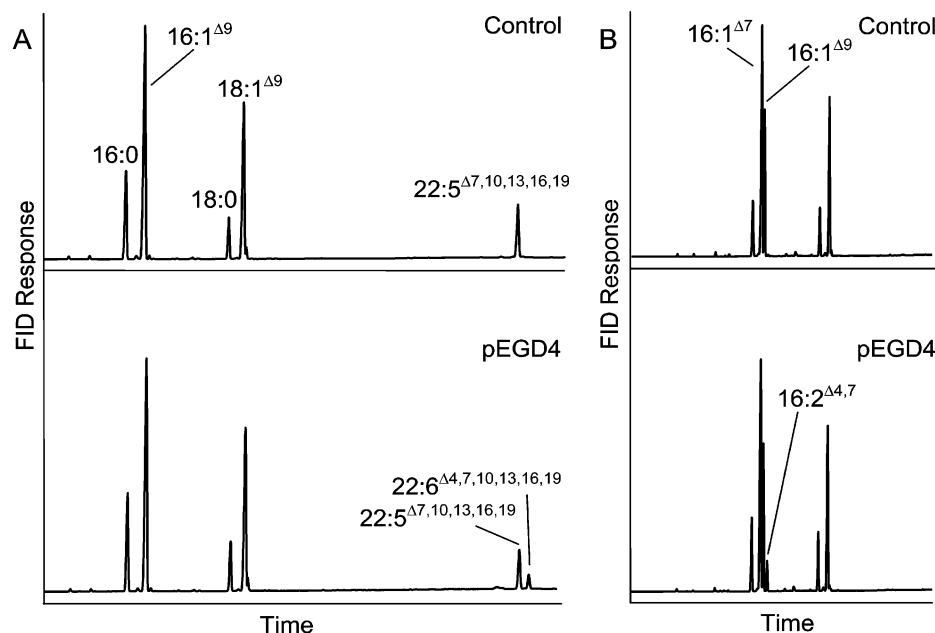 A
Control
16:1Δ9
18:1Δ9
16:0
18:0
22:5Δ7,10,13,16,19
FID Response
pEGD4
22:6Δ4,7,10,13,16,19
22:5Δ7,10,13,16,19
Time
B
Control
16:1Δ7
16:1Δ9
FID Response
pEGD4
16:2Δ4,7
Time